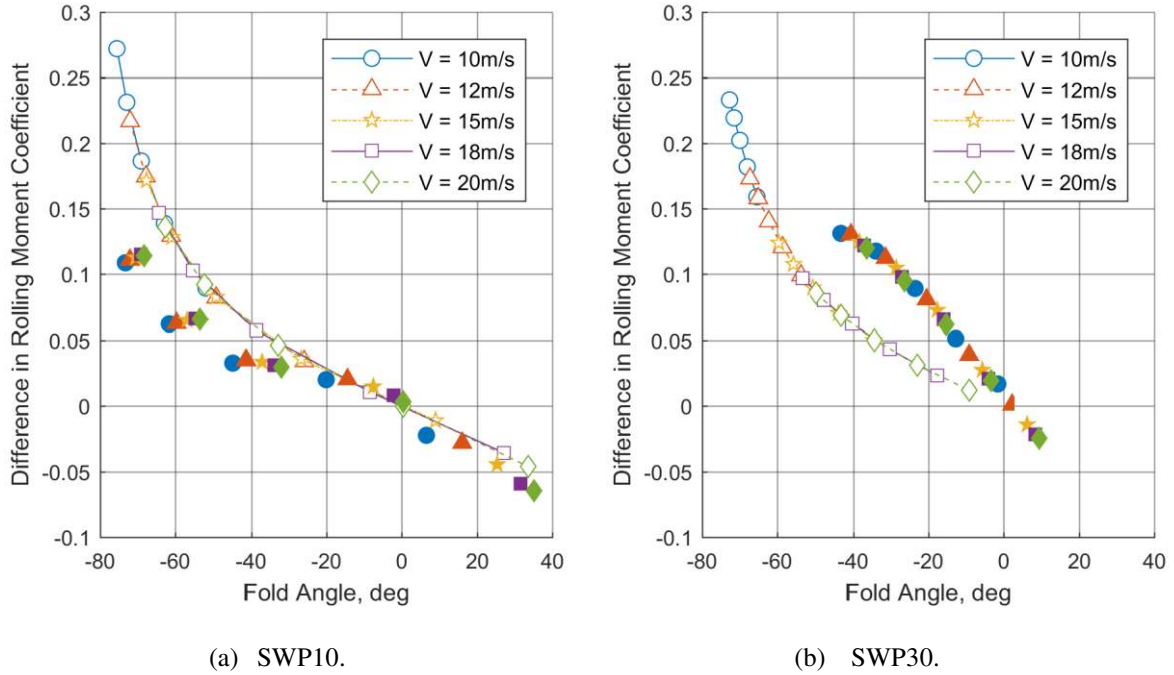 0.3
0.25
0.2
0.15
0.1
0.05
0
-0.05
-0.1
Difference in Rolling Moment Coefficient
-80
-60
-40
-20
0
20
40
Fold Angle, deg
V = 10m/s
V = 12m/s
V = 15m/s
V = 18m/s
V = 20m/s
(a) SWP10.
0.3
0.25
0.2
0.15
0.1
0.05
0
-0.05
-0.1
Difference in Rolling Moment Coefficient
-80
-60
-40
-20
0
20
40
Fold Angle, deg
V = 10m/s
V = 12m/s
V = 15m/s
V = 18m/s
V = 20m/s
(b) SWP30.